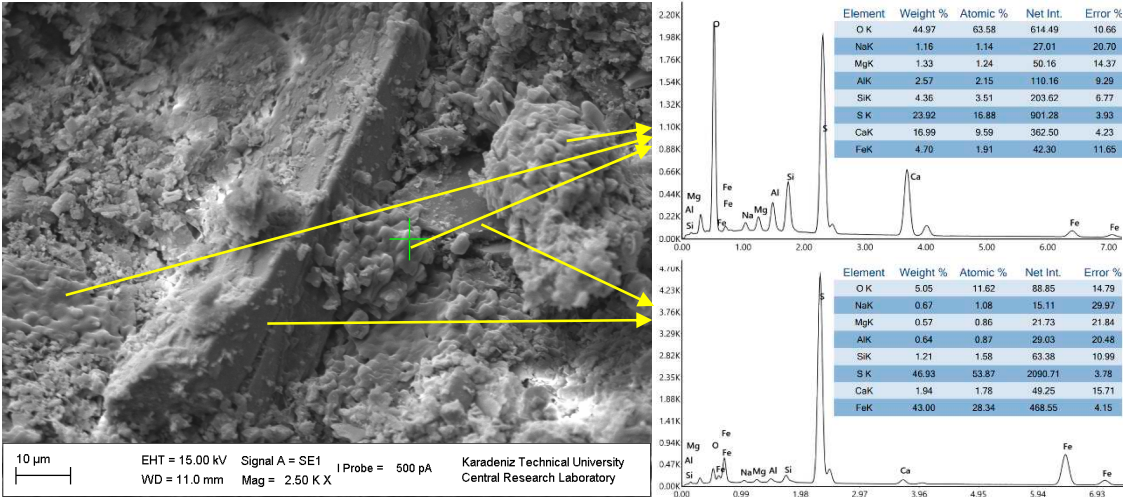 Element Weight % Atomic % Net Int. Error %
O K 44.97 63.58 614.49 10.66
NaK 1.16 1.14 27.01 20.70
MgK 1.33 1.24 50.16 14.37
AlK 2.57 2.15 110.16 9.29
SiK 4.36 3.51 203.62 6.77
S K 23.92 16.88 901.28 3.93
CaK 16.99 9.59 362.50 4.23
FeK 4.70 1.91 42.30 11.65
2.20K
1.98K
1.76K
1.54K
1.32K
1.10K
0.88K
0.66K
0.44K
0.22K
0.00K
O
S
Mg
Al
Si
Fe
Fe
Fe
Na
Mg
Al
Si
Ca
Fe
Fe
0.00 1.00 2.00 3.00 4.00 5.00 6.00 7.00
Element Weight % Atomic % Net Int. Error %
O K 5.05 11.62 88.85 14.79
NaK 0.67 1.08 15.11 29.97
MgK 0.57 0.86 21.73 21.84
AlK 0.64 0.87 29.03 20.48
SiK 1.21 1.58 63.38 10.99
S K 46.93 53.87 2090.71 3.78
CaK 1.94 1.78 49.25 15.71
FeK 43.00 28.34 468.55 4.15
4.70K
4.23K
3.76K
3.29K
2.82K
2.35K
1.88K
1.41K
0.94K
0.47K
0.00K
S
Mg
Al
Si
O
Fe
Fe
Fe
Na Mg Al Si
Ca
Fe
Fe
0.00 0.99 1.98 2.97 3.96 4.95 5.94 6.93
10 µm
EHT = 15.00 kV Signal A = SE1
WD = 11.0 mm Mag = 2.50 K X
I Probe = 500 pA
Karadeniz Technical University
Central Research Laboratory